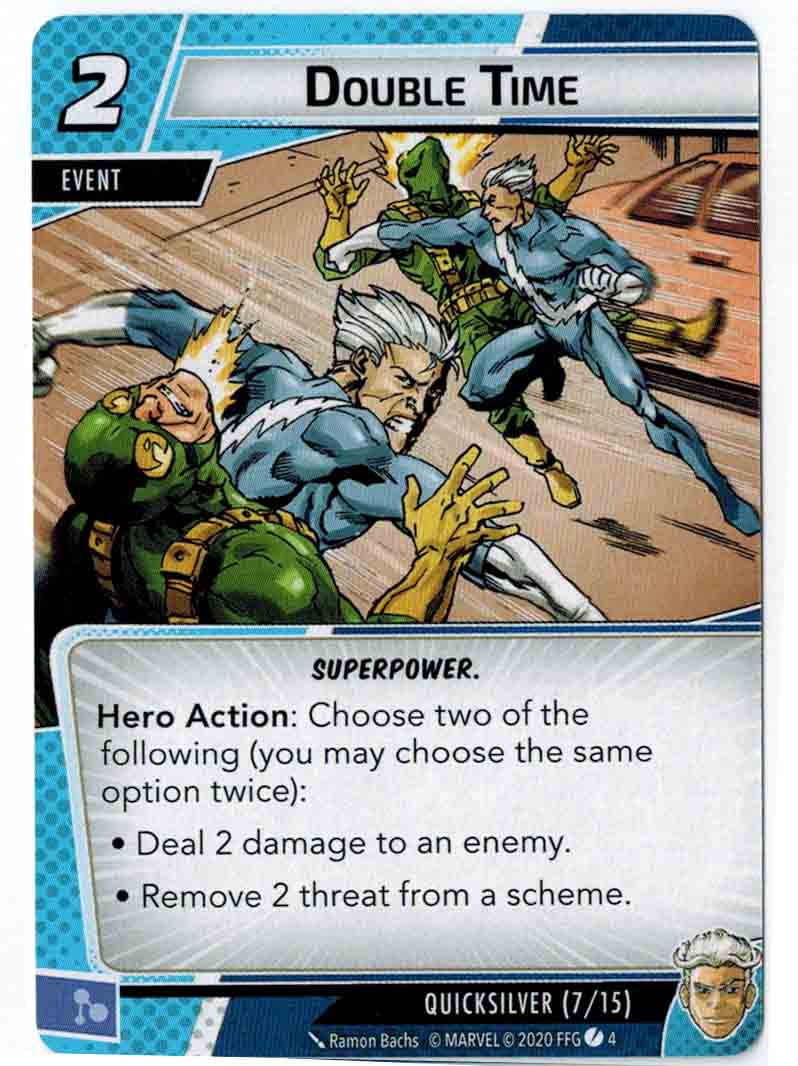 2
DOUBLE TIME
EVENT
SUPERPOWER.
Hero Action: Choose two of the
following (you may choose the same
option twice):
• Deal 2 damage to an enemy.
• Remove 2 threat from a scheme.
QUICKSILVER (7/15)
Ramon Bachs © MARVEL © 2020 FFG 4